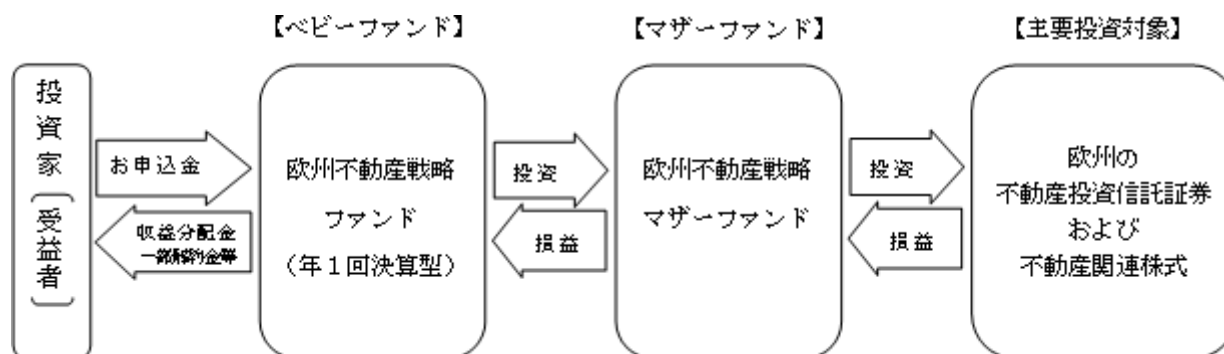 【ベビーファンド】
【マザーファンド】
【主要投資対象】
投資家
（受益者）
お申込金
収益分配金
一部解約金等
欧州不動産戦略
ファンド
（年１回決算型）
投資
損益
欧州不動産戦略
マザーファンド
投資
損益
欧州の
不動産投資信託証券
および
不動産関連株式